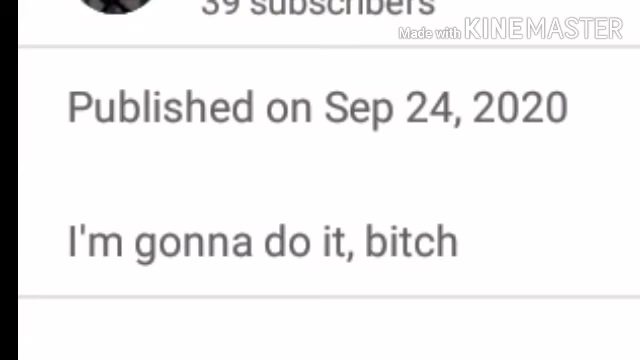 39 subscribers
Made with KINEMASTER
Published on Sep 24, 2020
I'm gonna do it, bitch